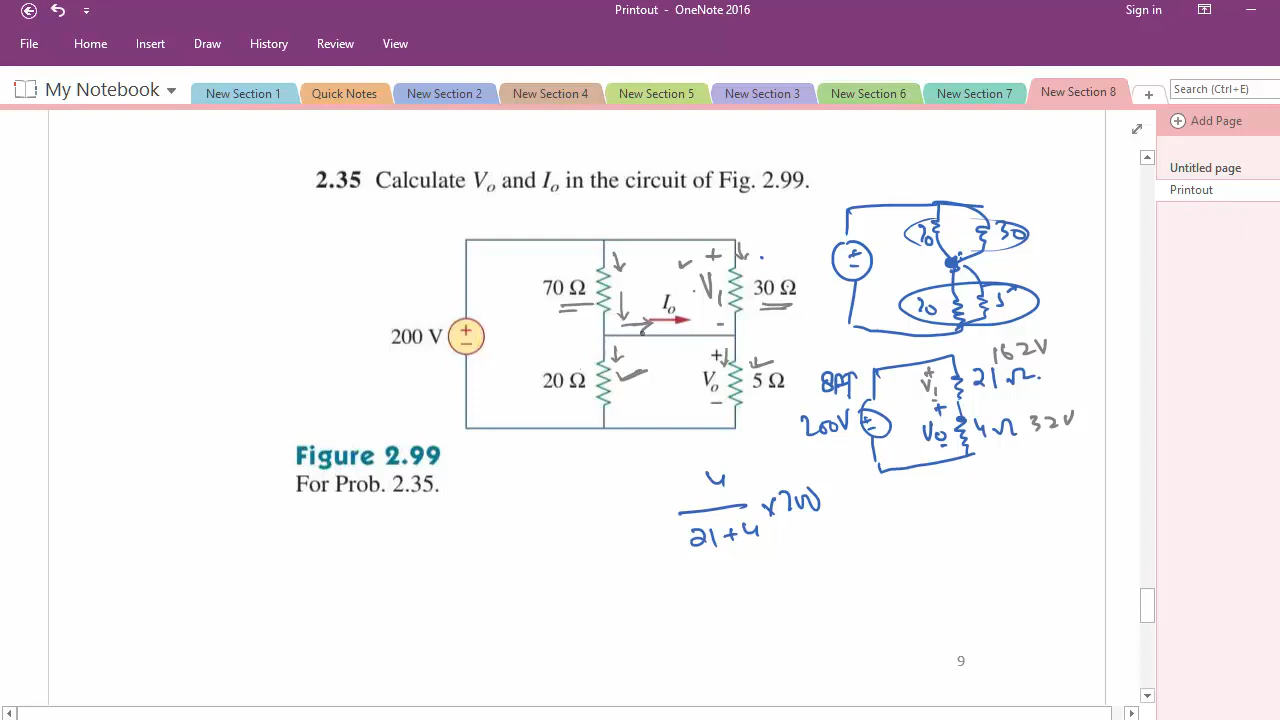 Printout - OneNote 2016
Sign in
File Home Insert Draw History Review View
My Notebook
New Section 1 Quick Notes New Section 2 New Section 4 New Section 5 New Section 3 New Section 6 New Section 7 New Section 8
Search (Ctrl+E)
Add Page
Untitled page
Printout
2.35 Calculate Vo and Io in the circuit of Fig. 2.99.
200 V
70 Ω
Io
+
V1
-
30 Ω
20 Ω
+
Vo
-
5 Ω
Figure 2.99
For Prob. 2.35.
+
-
30
5
200V
+
V1
-
21 Ω
+
Vo
-
4 Ω
32V
4
21+4
9